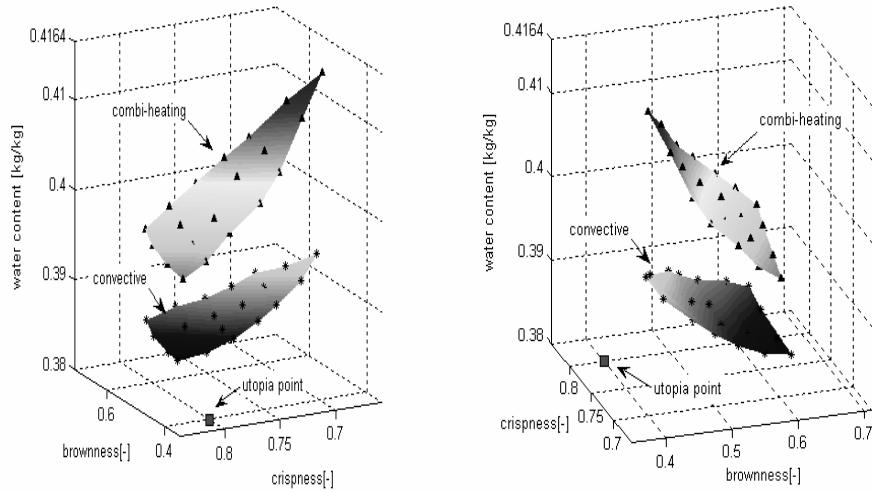 0.4164
0.41
0.4
0.39
0.38
water content [kg/kg]
combi-heating
convective
utopia point
0.6
0.4
brownness[-]
0.8
0.75
0.7
crispness[-]
0.4164
0.41
0.4
0.39
0.38
water content [kg/kg]
combi-heating
convective
utopia point
0.8
0.75
0.7
crispness[-]
0.4
0.5
0.6
0.7
brownness[-]